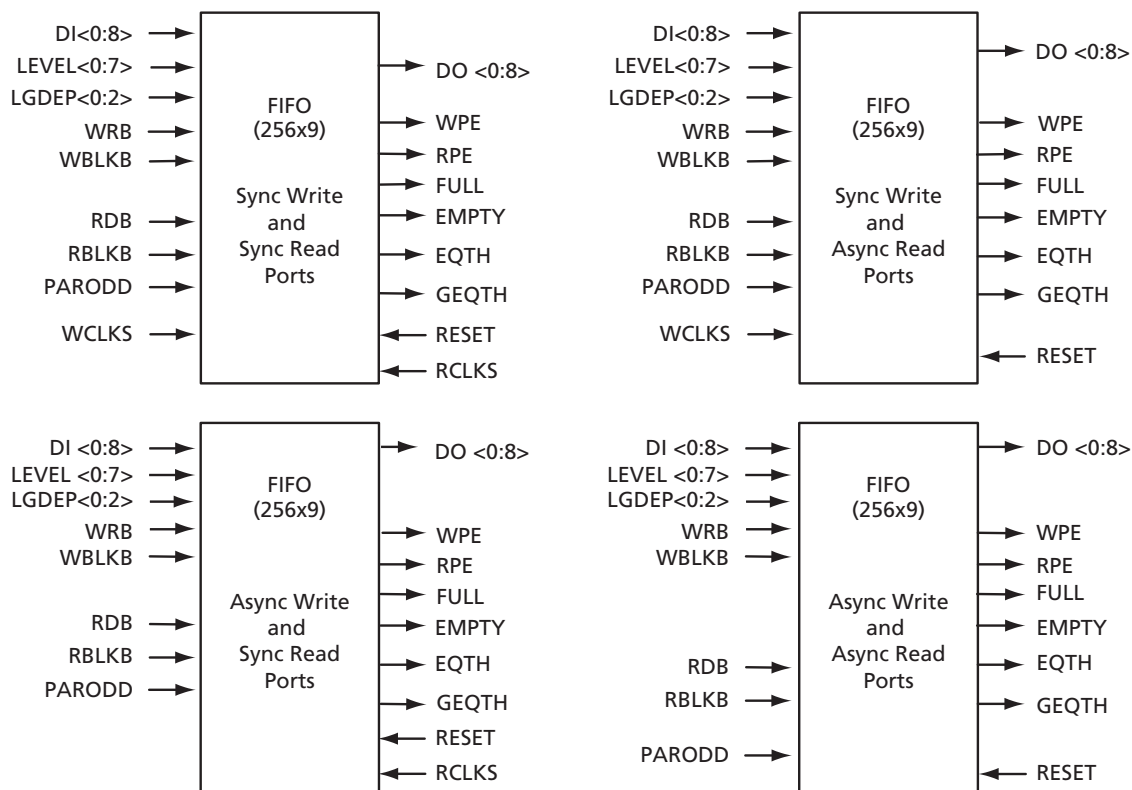 DI<0:8>
LEVEL<0:7>
LGDEP<0:2>
WRB
WBLKB
RDB
RBLKB
PARODD
WCLKS
FIFO
(256x9)
Sync Write
and
Sync Read
Ports
DO <0:8>
WPE
RPE
FULL
EMPTY
EQTH
GEQTH
RESET
RCLKS
DI<0:8>
LEVEL<0:7>
LGDEP<0:2>
WRB
WBLKB
RDB
RBLKB
PARODD
WCLKS
FIFO
(256x9)
Sync Write
and
Async Read
Ports
DO <0:8>
WPE
RPE
FULL
EMPTY
EQTH
GEQTH
RESET
DI <0:8>
LEVEL <0:7>
LGDEP<0:2>
WRB
WBLKB
RDB
RBLKB
PARODD
FIFO
(256x9)
Async Write
and
Sync Read
Ports
DO <0:8>
WPE
RPE
FULL
EMPTY
EQTH
GEQTH
RESET
RCLKS
DI <0:8>
LEVEL <0:7>
LGDEP<0:2>
WRB
WBLKB
RDB
RBLKB
PARODD
FIFO
(256x9)
Async Write
and
Async Read
Ports
DO <0:8>
WPE
RPE
FULL
EMPTY
EQTH
GEQTH
RESET